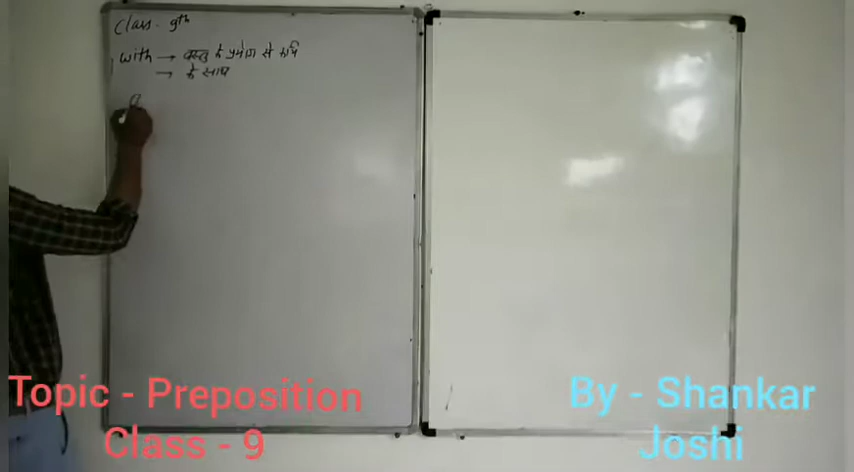 Class. 9th
with → वस्तु के प्रयोग से
→ के साथ
Topic - Preposition
Class - 9
By - Shankar
Joshi